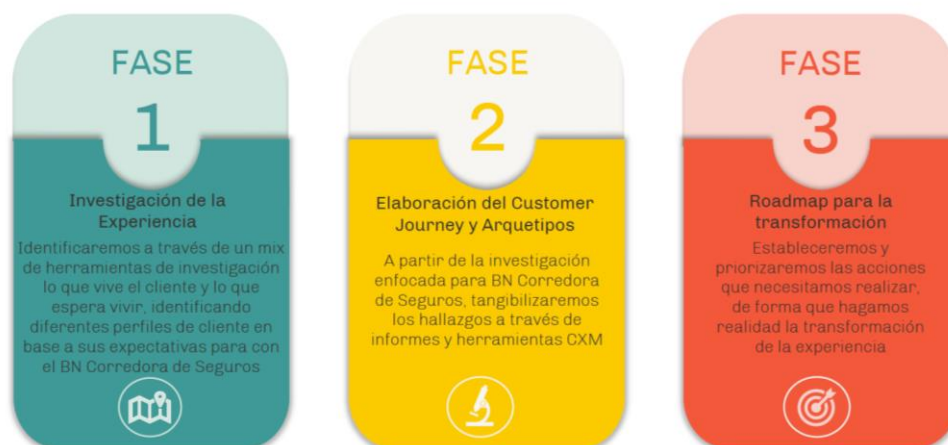 FASE
1
Investigación de la
Experiencia
Identificaremos a través de un mix
de herramientas de investigación
lo que vive el cliente y lo que
espera vivir, identificando
diferentes perfiles de cliente en
base a sus expectativas para con
el BN Corredora de Seguros
FASE
2
Elaboración del Customer
Journey y Arquetipos
A partir de la investigación
enfocada para BN Corredora
de Seguros, tangibilizaremos
los hallazgos a través de
informes y herramientas CXM
FASE
3
Roadmap para la
transformación
Estableceremos y
priorizaremos las acciones
que necesitamos realizar,
de forma que hagamos
realidad la transformación
de la experiencia